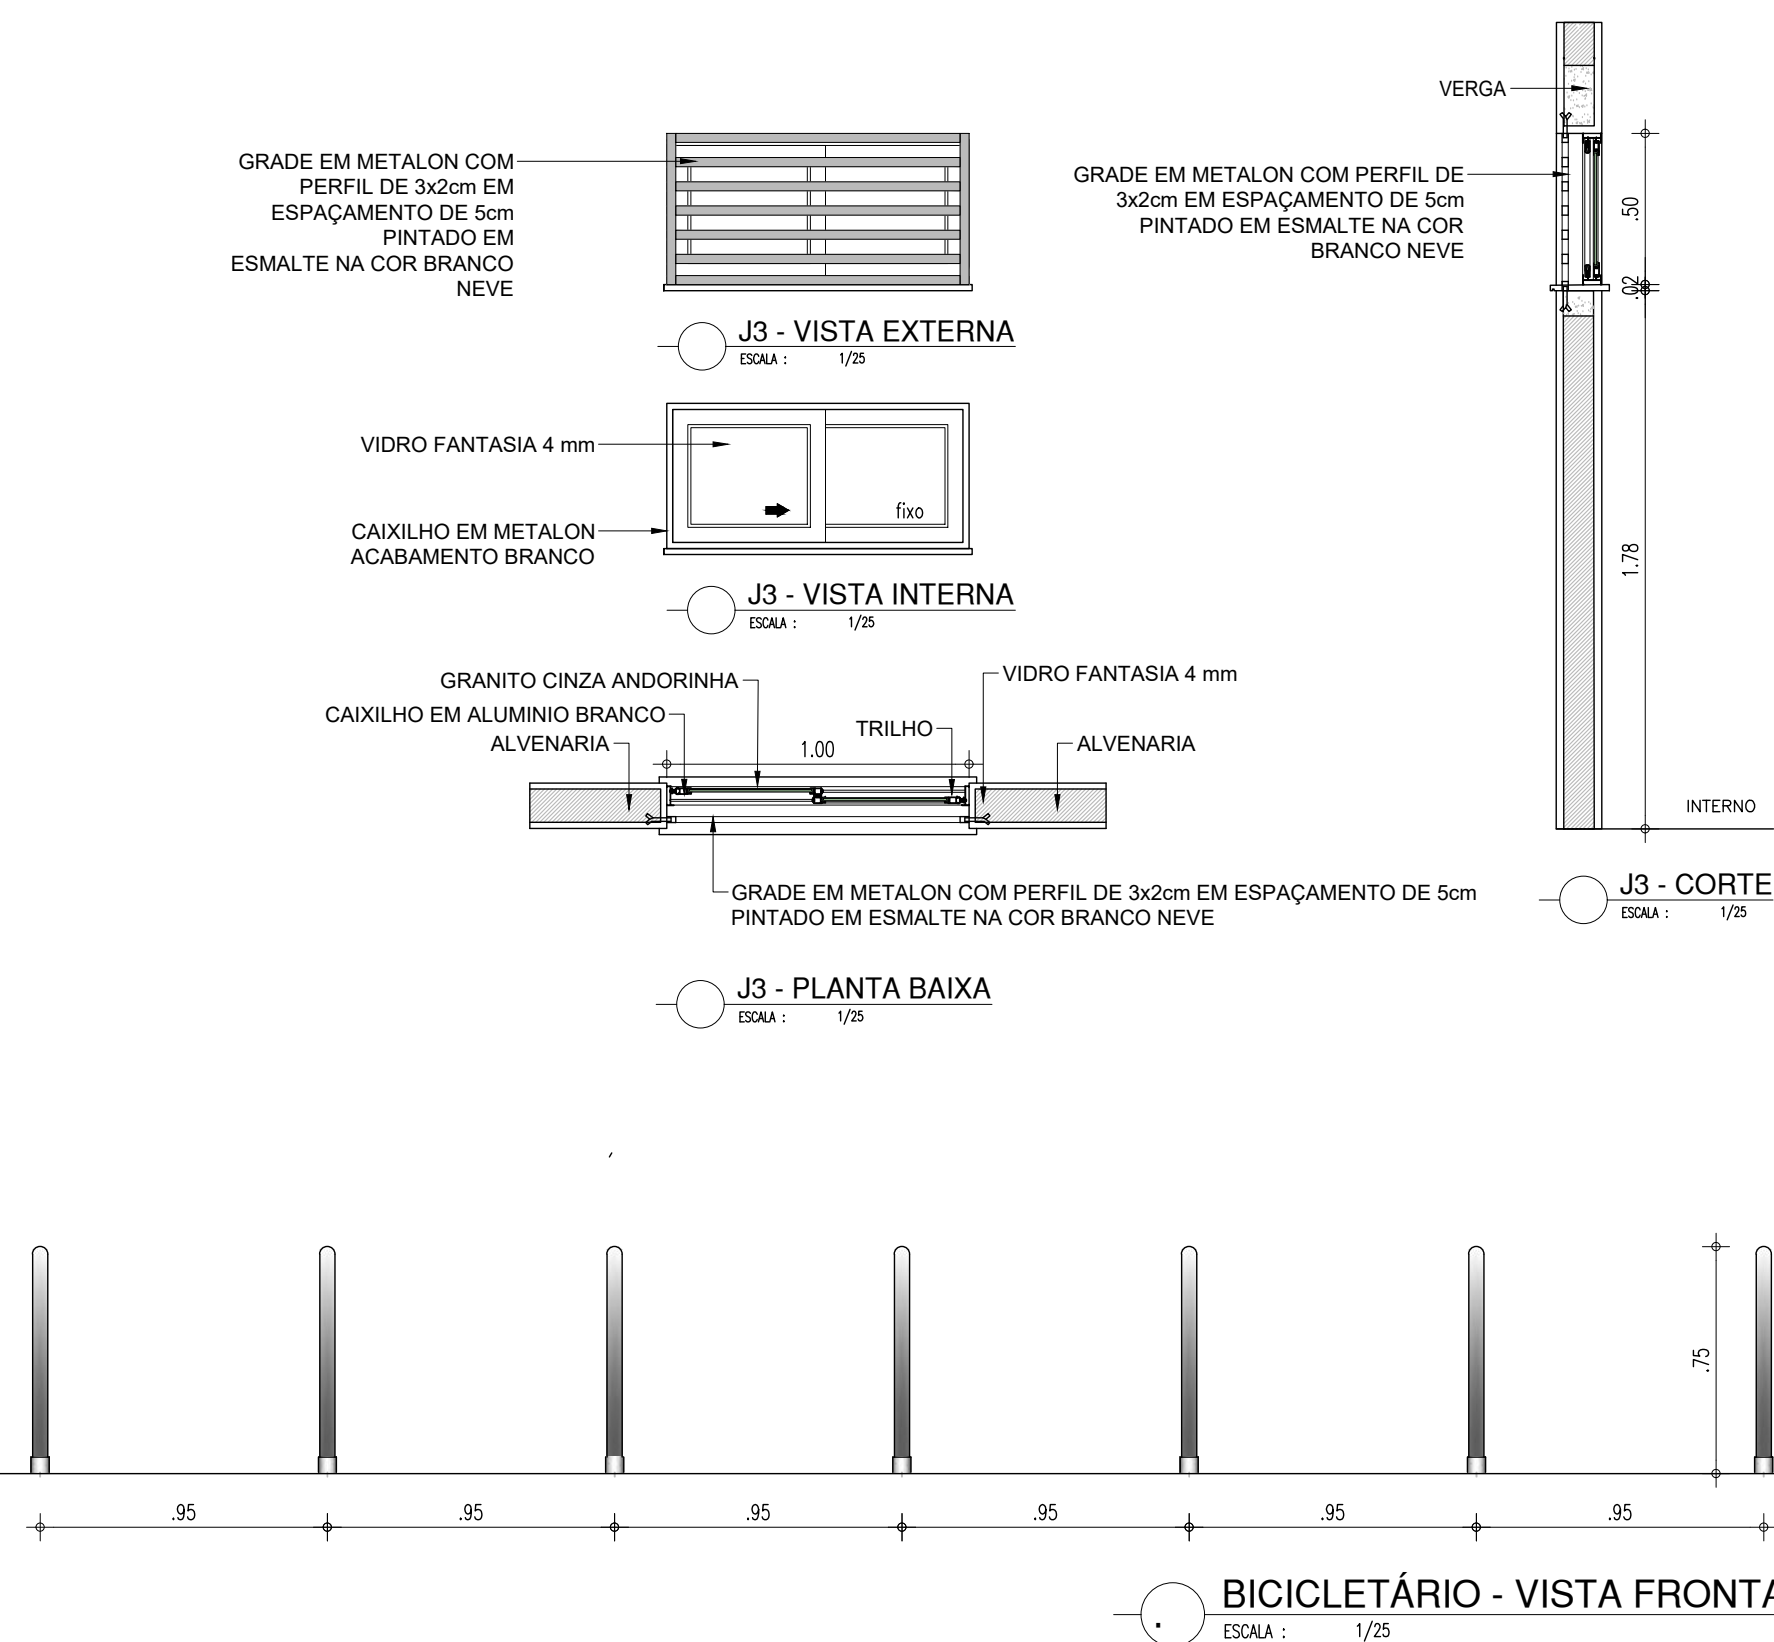 VERGA
GRADE EM METALON COM
PERFIL DE 3x2cm EM
ESPAÇAMENTO DE 5cm
PINTADO EM
ESMALTE NA COR BRANCO
NEVE
GRADE EM METALON COM PERFIL DE
3x2cm EM ESPAÇAMENTO DE 5cm
PINTADO EM ESMALTE NA COR
BRANCO NEVE
.50
.02
J3 - VISTA EXTERNA
ESCALA : 1/25
VIDRO FANTASIA 4 mm
fixo
CAIXILHO EM METALON
ACABAMENTO BRANCO
1.78
J3 - VISTA INTERNA
ESCALA : 1/25
GRANITO CINZA ANDORINHA
VIDRO FANTASIA 4 mm
CAIXILHO EM ALUMINIO BRANCO
TRILHO
ALVENARIA
1.00
ALVENARIA
INTERNO
GRADE EM METALON COM PERFIL DE 3x2cm EM ESPAÇAMENTO DE 5cm
PINTADO EM ESMALTE NA COR BRANCO NEVE
J3 - CORTE
ESCALA : 1/25
J3 - PLANTA BAIXA
ESCALA : 1/25
.75
.95 .95 .95 .95 .95 .95
BICICLETÁRIO - VISTA FRONTA
ESCALA : 1/25